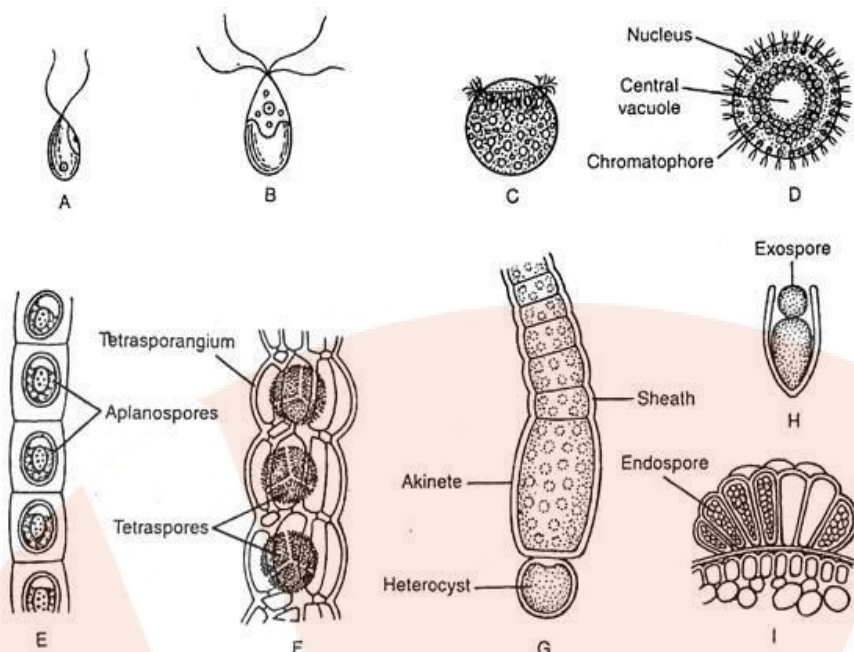 Nucleus
Central
vacuole
Chromatophore
A
B
C
D
Tetrasporangium
Aplanospores
Tetraspores
E
F
Sheath
Akinete
Heterocyst
G
Exospore
H
Endospore
I